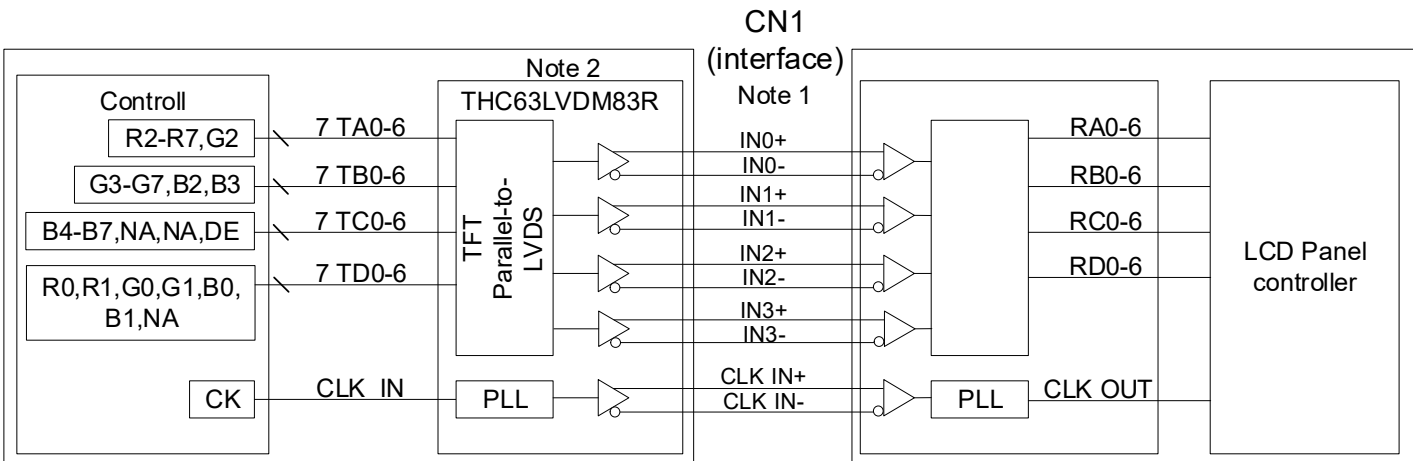 CN1
(interface)
Note 1
Note 2
THC63LVDM83R
Controll
R2-R7,G2
7 TA0-6
G3-G7,B2,B3
7 TB0-6
B4-B7,NA,NA,DE
7 TC0-6
R0,R1,G0,G1,B0,
B1,NA
7 TD0-6
CK
CLK IN
TFT
Parallel-to-
LVDS
PLL
IN0+
IN0-
IN1+
IN1-
IN2+
IN2-
IN3+
IN3-
CLK IN+
CLK IN-
PLL
RA0-6
RB0-6
RC0-6
RD0-6
CLK OUT
LCD Panel
controller